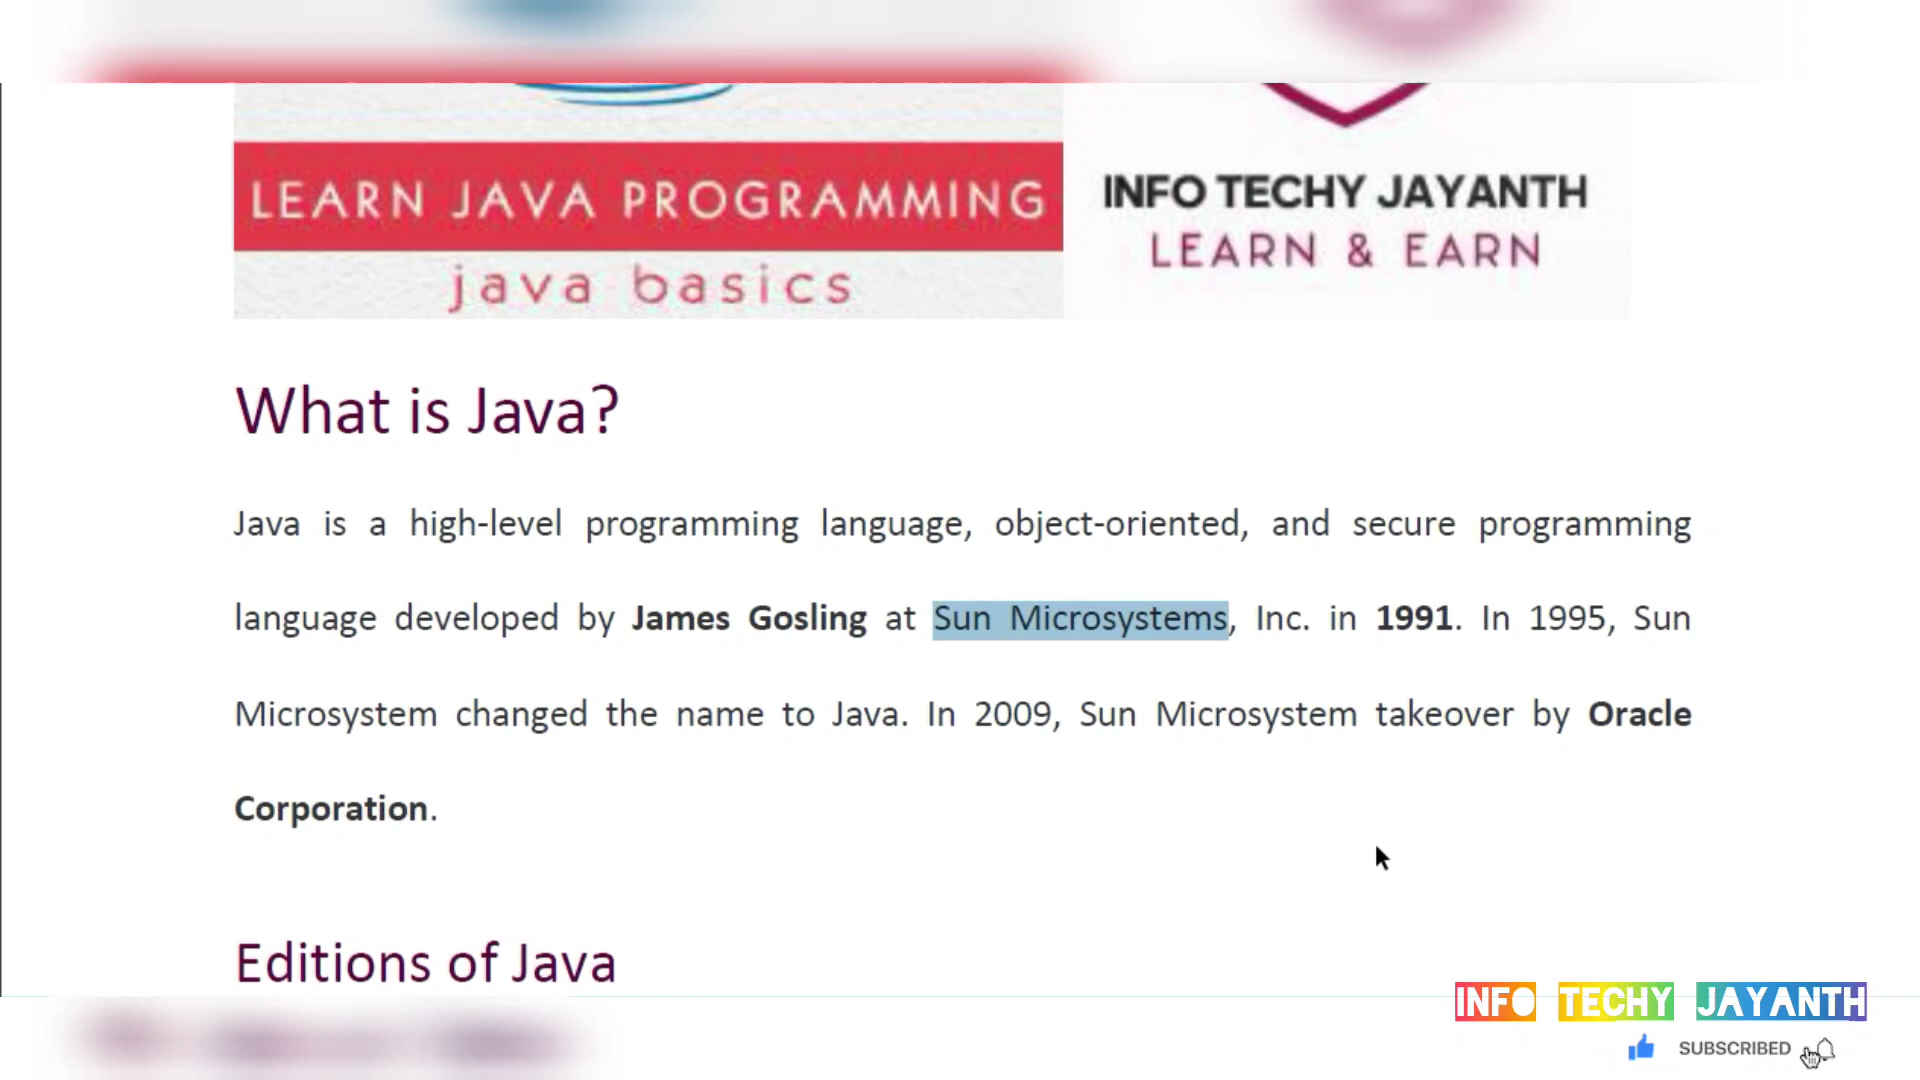 LEARN JAVA PROGRAMMING
java basics
INFO TECHY JAYANTH
LEARN & EARN
What is Java?
Java is a high-level programming language, object-oriented, and secure programming
language developed by James Gosling at Sun Microsystems, Inc. in 1991. In 1995, Sun
Microsystem changed the name to Java. In 2009, Sun Microsystem takeover by Oracle
Corporation.
Editions of Java
INFO TECHY JAYANTH
SUBSCRIBED